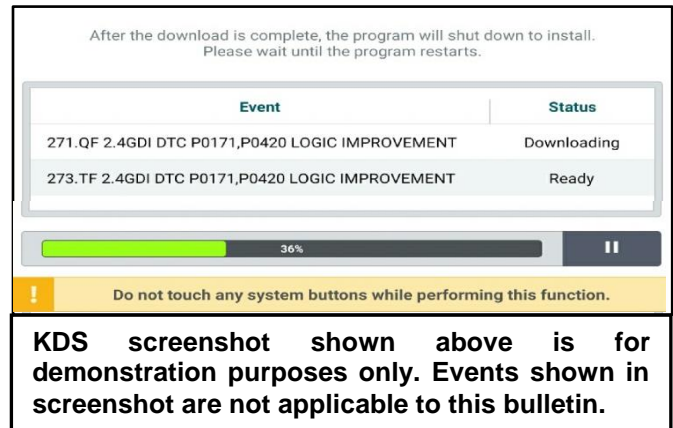 After the download is complete, the program will shut down to install.
Please wait until the program restarts.
Event Status
271.QF 2.4GDI DTC P0171,P0420 LOGIC IMPROVEMENT Downloading
273.TF 2.4GDI DTC P0171,P0420 LOGIC IMPROVEMENT Ready
36%
! Do not touch any system buttons while performing this function.
KDS screenshot shown above is for
demonstration purposes only. Events shown in
screenshot are not applicable to this bulletin.